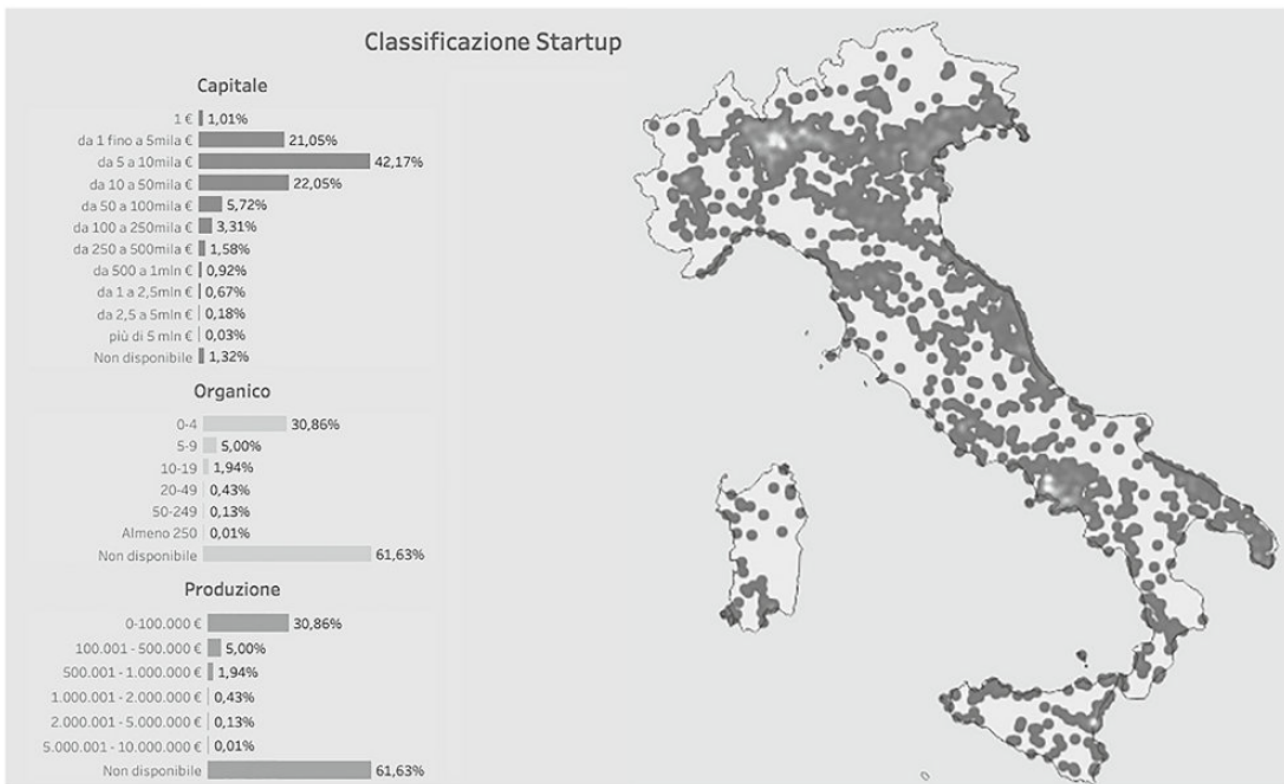 Classificazione Startup
Capitale
1 € 1,01%
da 1 fino a 5mila € 21,05%
da 5 a 10mila € 42,17%
da 10 a 50mila € 22,05%
da 50 a 100mila € 5,72%
da 100 a 250mila € 3,31%
da 250 a 500mila € 1,58%
da 500 a 1mln € 0,92%
da 1 a 2,5mln € 0,67%
da 2,5 a 5mln € 0,18%
più di 5 mln € 0,03%
Non disponibile 1,32%
Organico
0-4 30,86%
5-9 5,00%
10-19 1,94%
20-49 0,43%
50-249 0,13%
Almeno 250 0,01%
Non disponibile 61,63%
Produzione
0-100.000 € 30,86%
100.001 - 500.000 € 5,00%
500.001 - 1.000.000 € 1,94%
1.000.001 - 2.000.000 € 0,43%
2.000.001 - 5.000.000 € 0,13%
5.000.001 - 10.000.000 € 0,01%
Non disponibile 61,63%